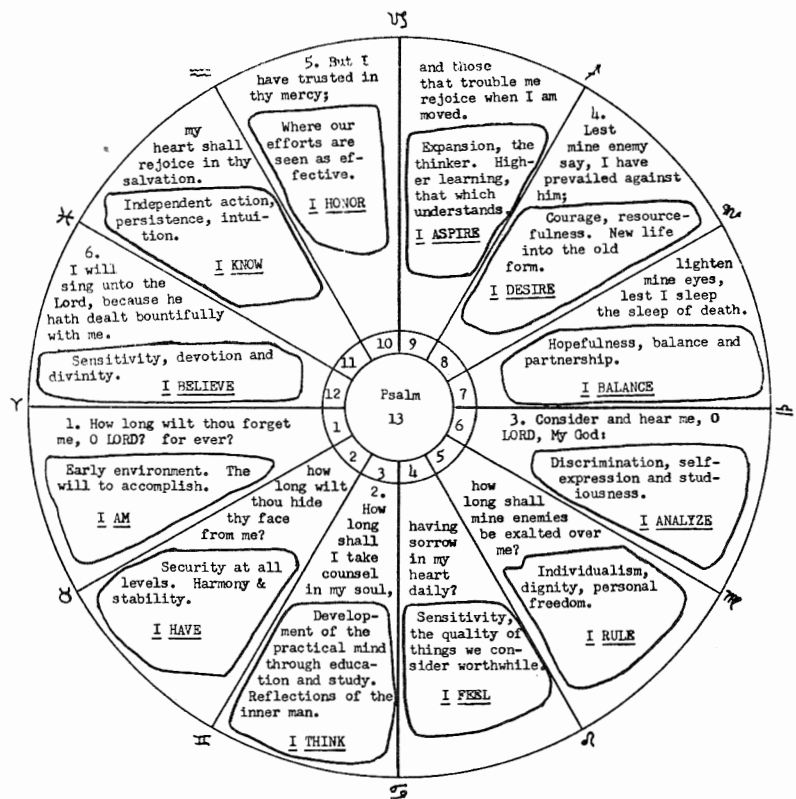 ♑
♐
♏
♎
♍
♌
♋
♊
♉
♈
♓
♒
Psalm
13
1
1. How long wilt thou forget
me, O LORD? for ever?
Early environment. The
will to accomplish.
I AM
2
how
long wilt
thou hide
thy face
from me?
Security at all
levels. Harmony &
stability.
I HAVE
3
2.
How
long
shall
I take
counsel
in my soul,
Develop-
ment of the
practical mind
through educa-
tion and study.
Reflections of the
inner man.
I THINK
4
having
sorrow
in my
heart
daily?
Sensitivity,
the quality of
things we con-
sider worthwhile.
I FEEL
5
how
long shall
mine enemies
be exalted over
me?
Individualism,
dignity, personal
freedom.
I RULE
6
3. Consider and hear me, O
LORD, My God:
Discrimination, self-
expression and stud-
iousness.
I ANALYZE
7
lighten
mine eyes,
lest I sleep
the sleep of death.
Hopefulness, balance and
partnership.
I BALANCE
8
4.
Lest
mine enemy
say, I have
prevailed against
him;
Courage, resource-
fulness. New life
into the old
form.
I DESIRE
9
and those
that trouble me
rejoice when I am
moved.
Expansion, the
thinker. High-
er learning,
that which
understands.
I ASPIRE
10
5. But I
have trusted in
thy mercy;
Where our
efforts are
seen as ef-
fective.
I HONOR
11
my
heart shall
rejoice in thy
salvation.
Independent action,
persistence, intui-
tion.
I KNOW
12
6.
I will
sing unto the
Lord, because he
hath dealt bountifully
with me.
Sensitivity, devotion and
divinity.
I BELIEVE